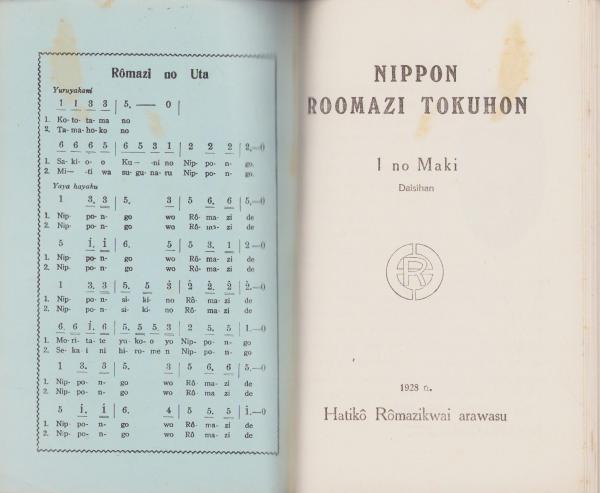 Rômazi no Uta
Yuruyakani
1 1 3 3 | 5. — 0 |
1. Ko- to- ta- ma no
2. Ta- ma- ho- ko no
6 6 6 5 | 6 5 3 1 | 2 2 2 | 2.—0
1. Sa- ki- o- o Ku — -ni no Nip- po- n- go.
2. Mi— -ti wa su- gu- na- ru Nip- po- n- go.
Yaya hayaku
1 3. 3 | 5. 3 | 5 6. 6 | 5.—0
1. Nip- po- n- go wo Rô- ma- zi de
2. Nip- po- n- go wo Rô- ma- zi de
5 i. i | 6. 5 | 5 3. 1 | 2 —0
1. Nip- po- n- go wo Rô- ma- zi de
2. Nip- po- n- go wo Rô- ma- zi de
1 3. 3 | 5. 5 3 | 2 2. 2 | 2.—0
1. Nip- po- n- si- ki- no Rô- ma- zi de
2. Nip- po- n- si- ki- no Rô- ma- zi de
6. 6 i. 6 | 5. 5 5. 3 | 2 5. 5 | 1.—0
1. Mo- ri- ta- te yu- ko- o yo Nip- po- n- go
2. Se- ka- i ni hi- ro- me n Nip- po- n- go
1 3. 3 | 5. 3 | 5 6. 6 | 5.—0
1. Nip- po- n- go wo Rô- ma- zi de
2. Nip- po- n- go wo Rô- ma- zi de
5 i. i | 6. 4 | 5 5. 5 | i.—0
1. Nip- po- n- go wo Rô- ma- zi de
2. Nip- po- n- go wo Rô- ma- zi de
NIPPON
ROOMAZI TOKUHON
1 no Maki
Daisihan
R
1928 n.
Hatikô Rômazikwai arawasu